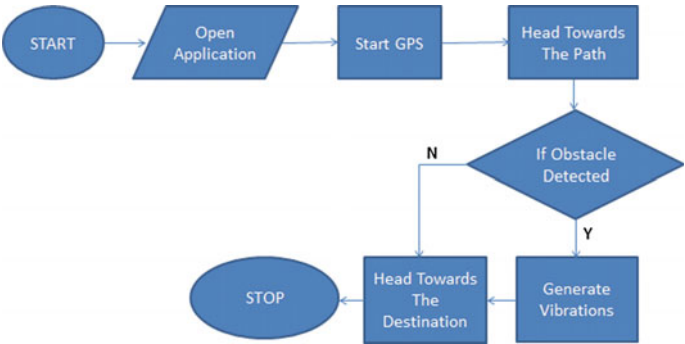 START
Open
Application
Start GPS
Head Towards
The Path
If Obstacle
Detected
N
Y
STOP
Head Towards
The
Destination
Generate
Vibrations